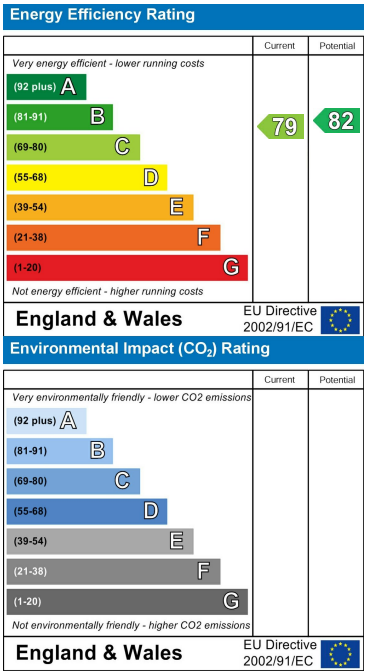 Energy Efficiency Rating
Current Potential
Very energy efficient - lower running costs
(92 plus) A
(81-91) B
(69-80) C
(55-68) D
(39-54) E
(21-38) F
(1-20) G
79
82
Not energy efficient - higher running costs
England & Wales
EU Directive
2002/91/EC
Environmental Impact (CO₂) Rating
Current Potential
Very environmentally friendly - lower CO2 emissions
(92 plus) A
(81-91) B
(69-80) C
(55-68) D
(39-54) E
(21-38) F
(1-20) G
Not environmentally friendly - higher CO2 emissions
England & Wales
EU Directive
2002/91/EC